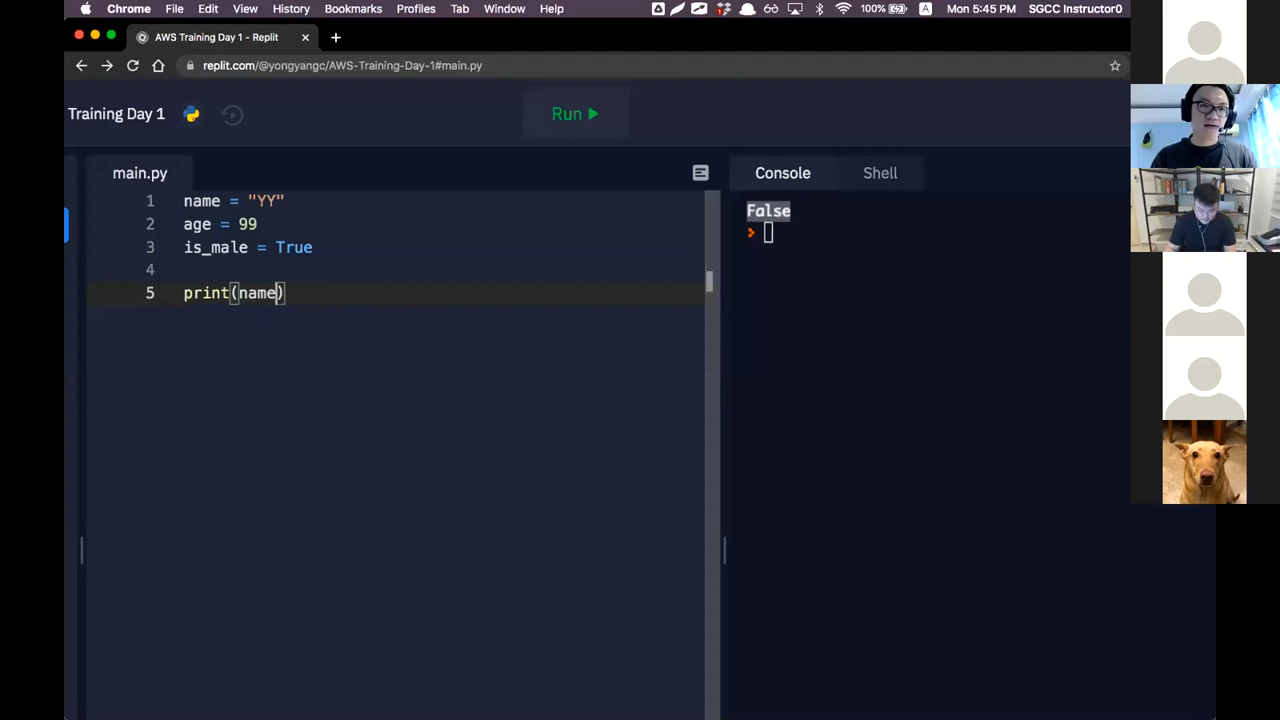 Chrome File Edit View History Bookmarks Profiles Tab Window Help 100% A Mon 5:45 PM SGCC Instructor0
AWS Training Day 1 - Replit
replit.com/@yongyangc/AWS-Training-Day-1#main.py
Training Day 1
Run
main.py
Console Shell
1 name = "YY"
2 age = 99
3 is_male = True
4
5 print(name)
False